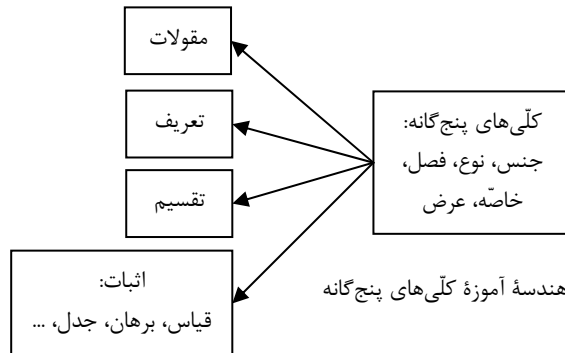 مقولات
کلّی‌های پنج‌گانه:
جنس، نوع، فصل،
خاصّه، عرض
تعریف
تقسیم
اثبات:
قیاس، برهان، جدل، ...
هندسهٔ آموزهٔ کلّی‌های پنج‌گانه